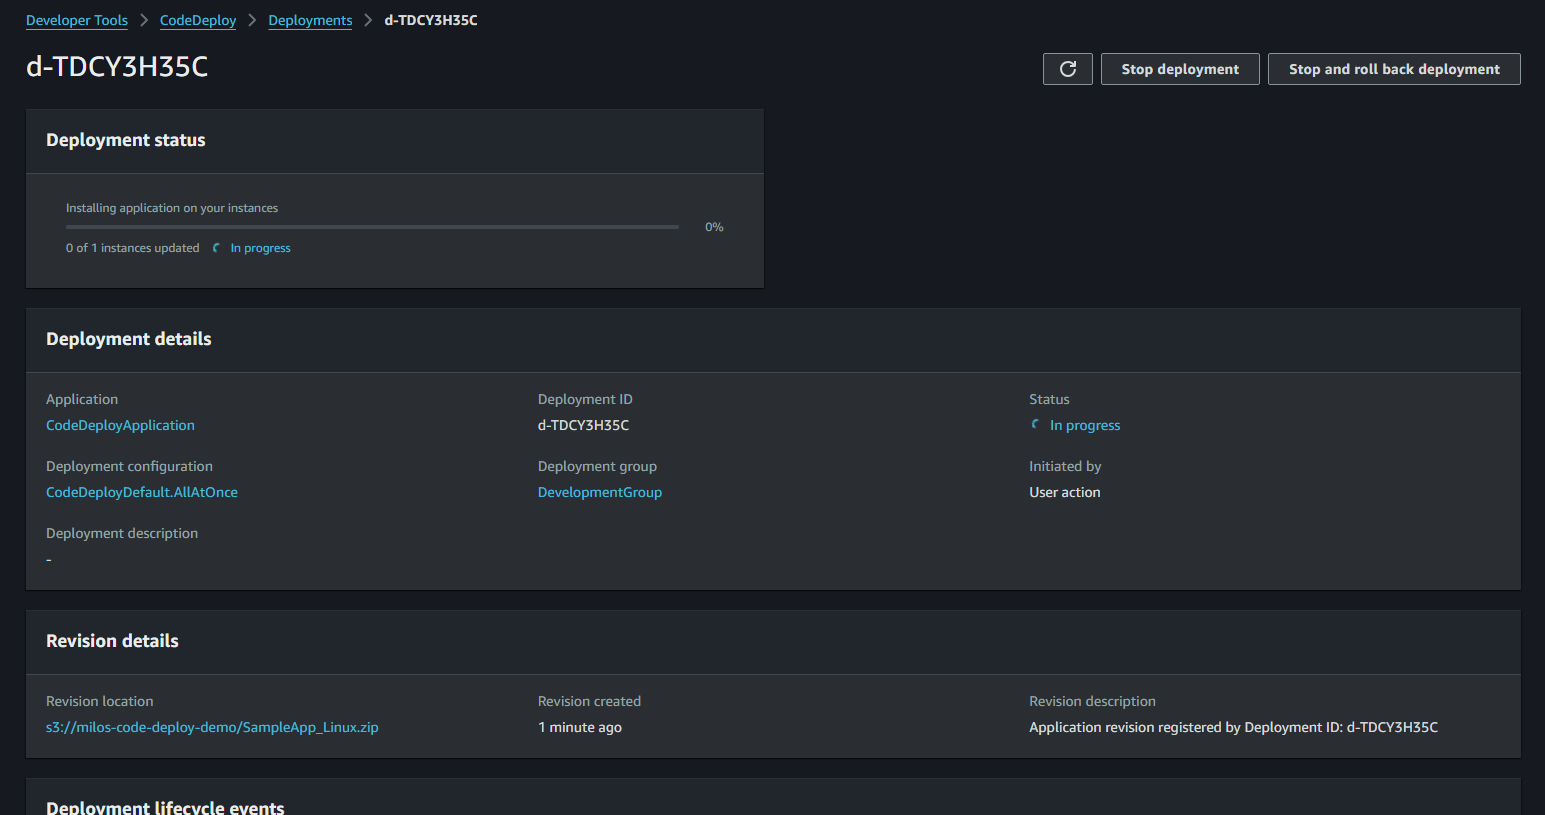 Developer Tools > CodeDeploy > Deployments > d-TDCY3H35C
d-TDCY3H35C
Stop deployment
Stop and roll back deployment
Deployment status
Installing application on your instances
0%
0 of 1 instances updated In progress
Deployment details
Application Deployment ID Status
CodeDeployApplication d-TDCY3H35C In progress
Deployment configuration Deployment group Initiated by
CodeDeployDefault.AllAtOnce DevelopmentGroup User action
Deployment description
-
Revision details
Revision location Revision created Revision description
s3://milos-code-deploy-demo/SampleApp_Linux.zip 1 minute ago Application revision registered by Deployment ID: d-TDCY3H35C
Deployment lifecycle events